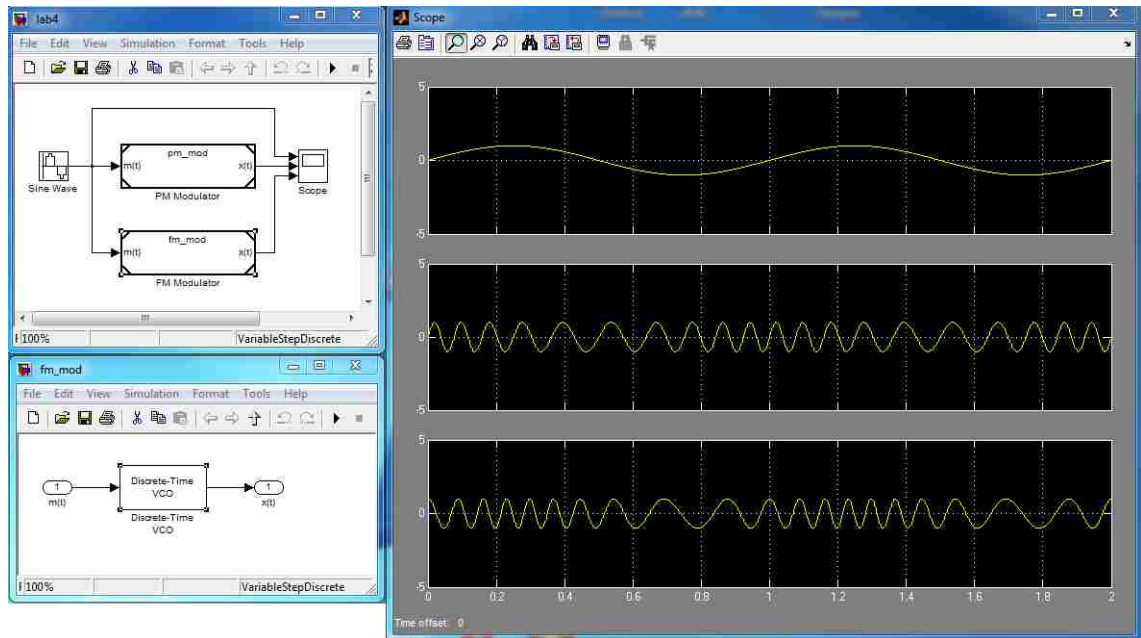 lab4
File Edit View Simulation Format Tools Help
pm_mod
m(t)
x(t)
PM Modulator
Sine Wave
Scope
fm_mod
m(t)
x(t)
FM Modulator
100%
VariableStepDiscrete
fm_mod
File Edit View Simulation Format Tools Help
1
m(t)
Discrete-Time
VCO
Discrete-Time
VCO
1
x(t)
100%
VariableStepDiscrete
Scope
5
0
-5
5
0
-5
5
0
-5
0 0.2 0.4 0.6 0.8 1 1.2 1.4 1.6 1.8 2
Time offset: 0